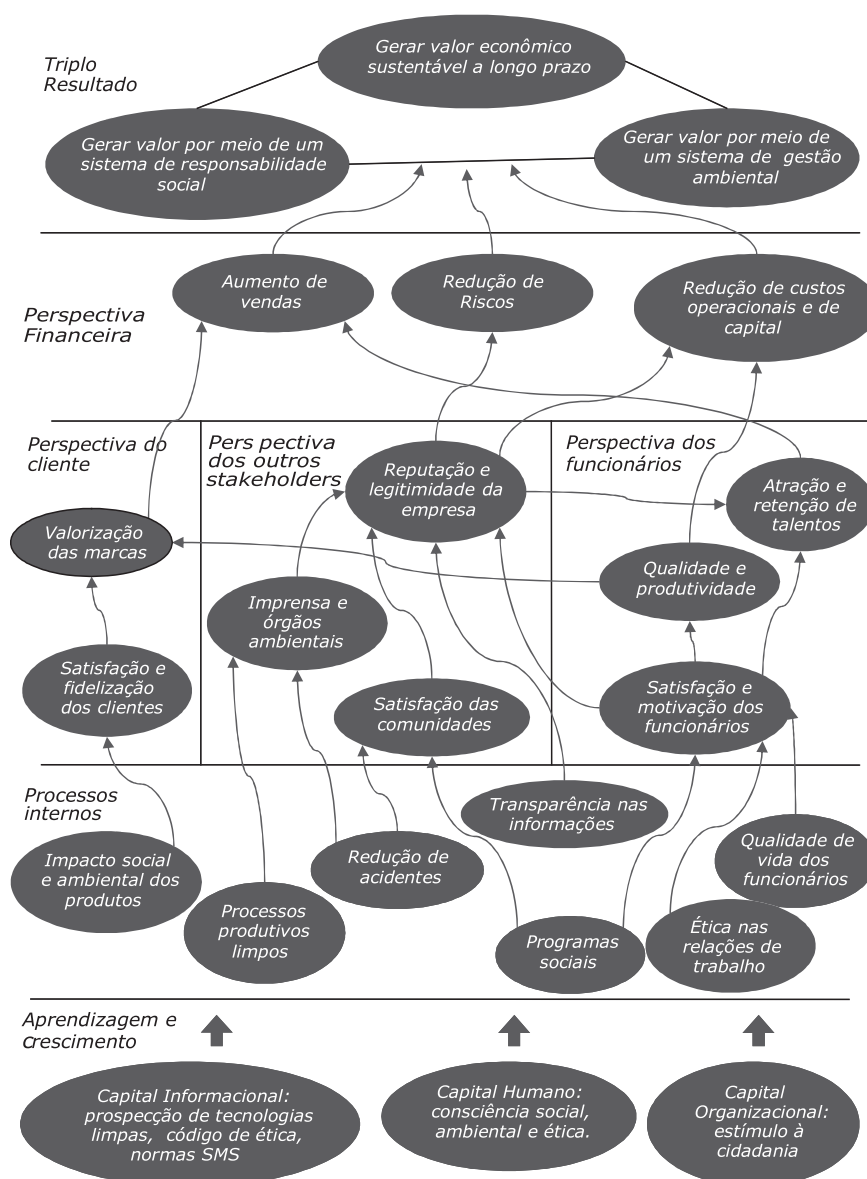 Triplo
Resultado
Gerar valor econômico
sustentável a longo prazo
Gerar valor por meio de um
sistema de responsabilidade
social
Gerar valor por meio de
um sistema de gestão
ambiental
Perspectiva
Financeira
Aumento de
vendas
Redução de
Riscos
Redução de custos
operacionais e de
capital
Perspectiva do
cliente
Pers pectiva
dos outros
stakeholders
Reputação e
legitimidade da
empresa
Perspectiva dos
funcionários
Atração e
retenção de
talentos
Valorização
das marcas
Qualidade e
produtividade
Imprensa e
órgãos
ambientais
Satisfação e
fidelização
dos clientes
Satisfação das
comunidades
Satisfação e
motivação dos
funcionários
Processos
internos
Transparência nas
informações
Impacto social
e ambiental dos
produtos
Redução de
acidentes
Qualidade de
vida dos
funcionários
Processos
produtivos
limpos
Programas
sociais
Ética nas
relações de
trabalho
Aprendizagem e
crescimento
Capital Informacional:
prospecção de tecnologias
limpas, código de ética,
normas SMS
Capital Humano:
consciência social,
ambiental e ética.
Capital
Organizacional:
estímulo à
cidadania